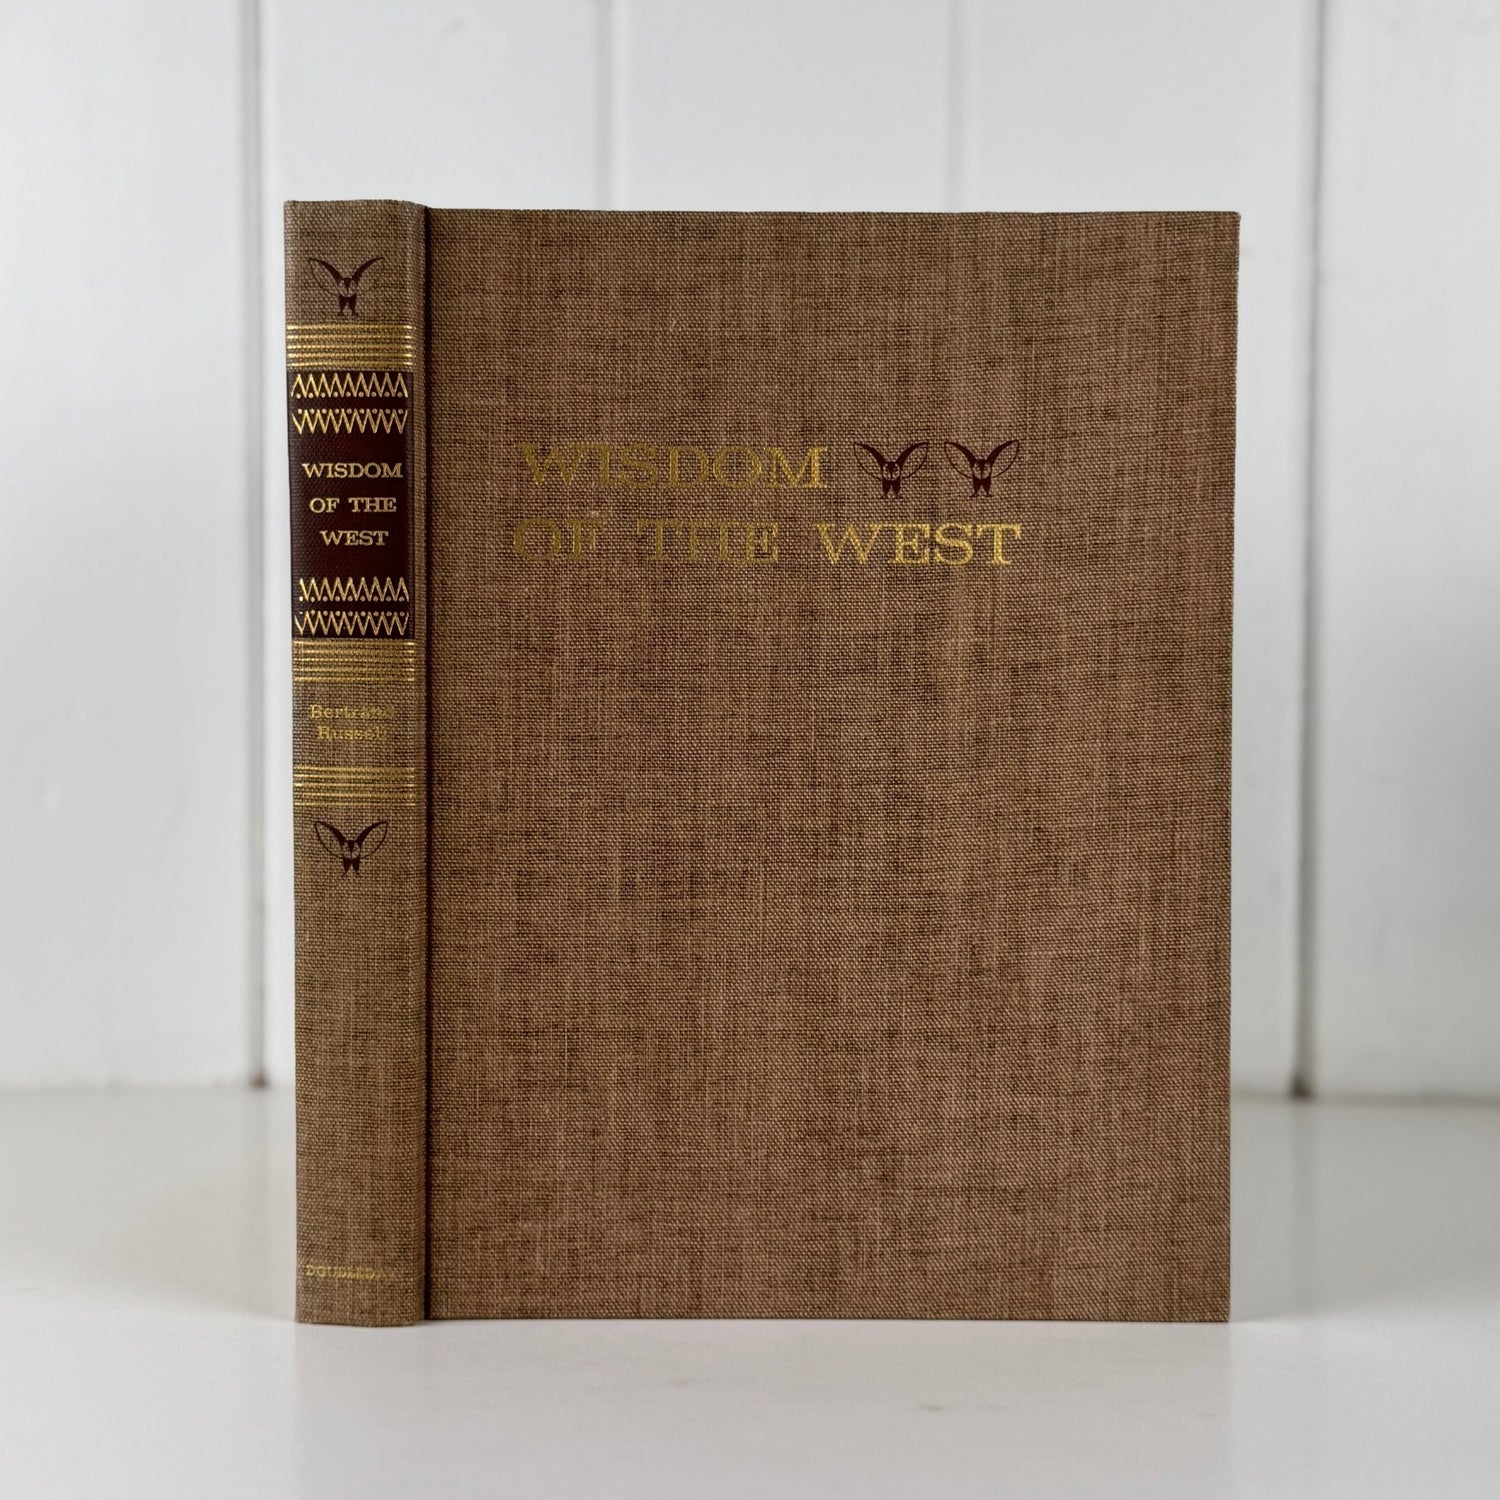 WISDOM
OF THE
WEST
Bertrand
Russell
DOUBLEDAY
WISDOM
OF THE WEST